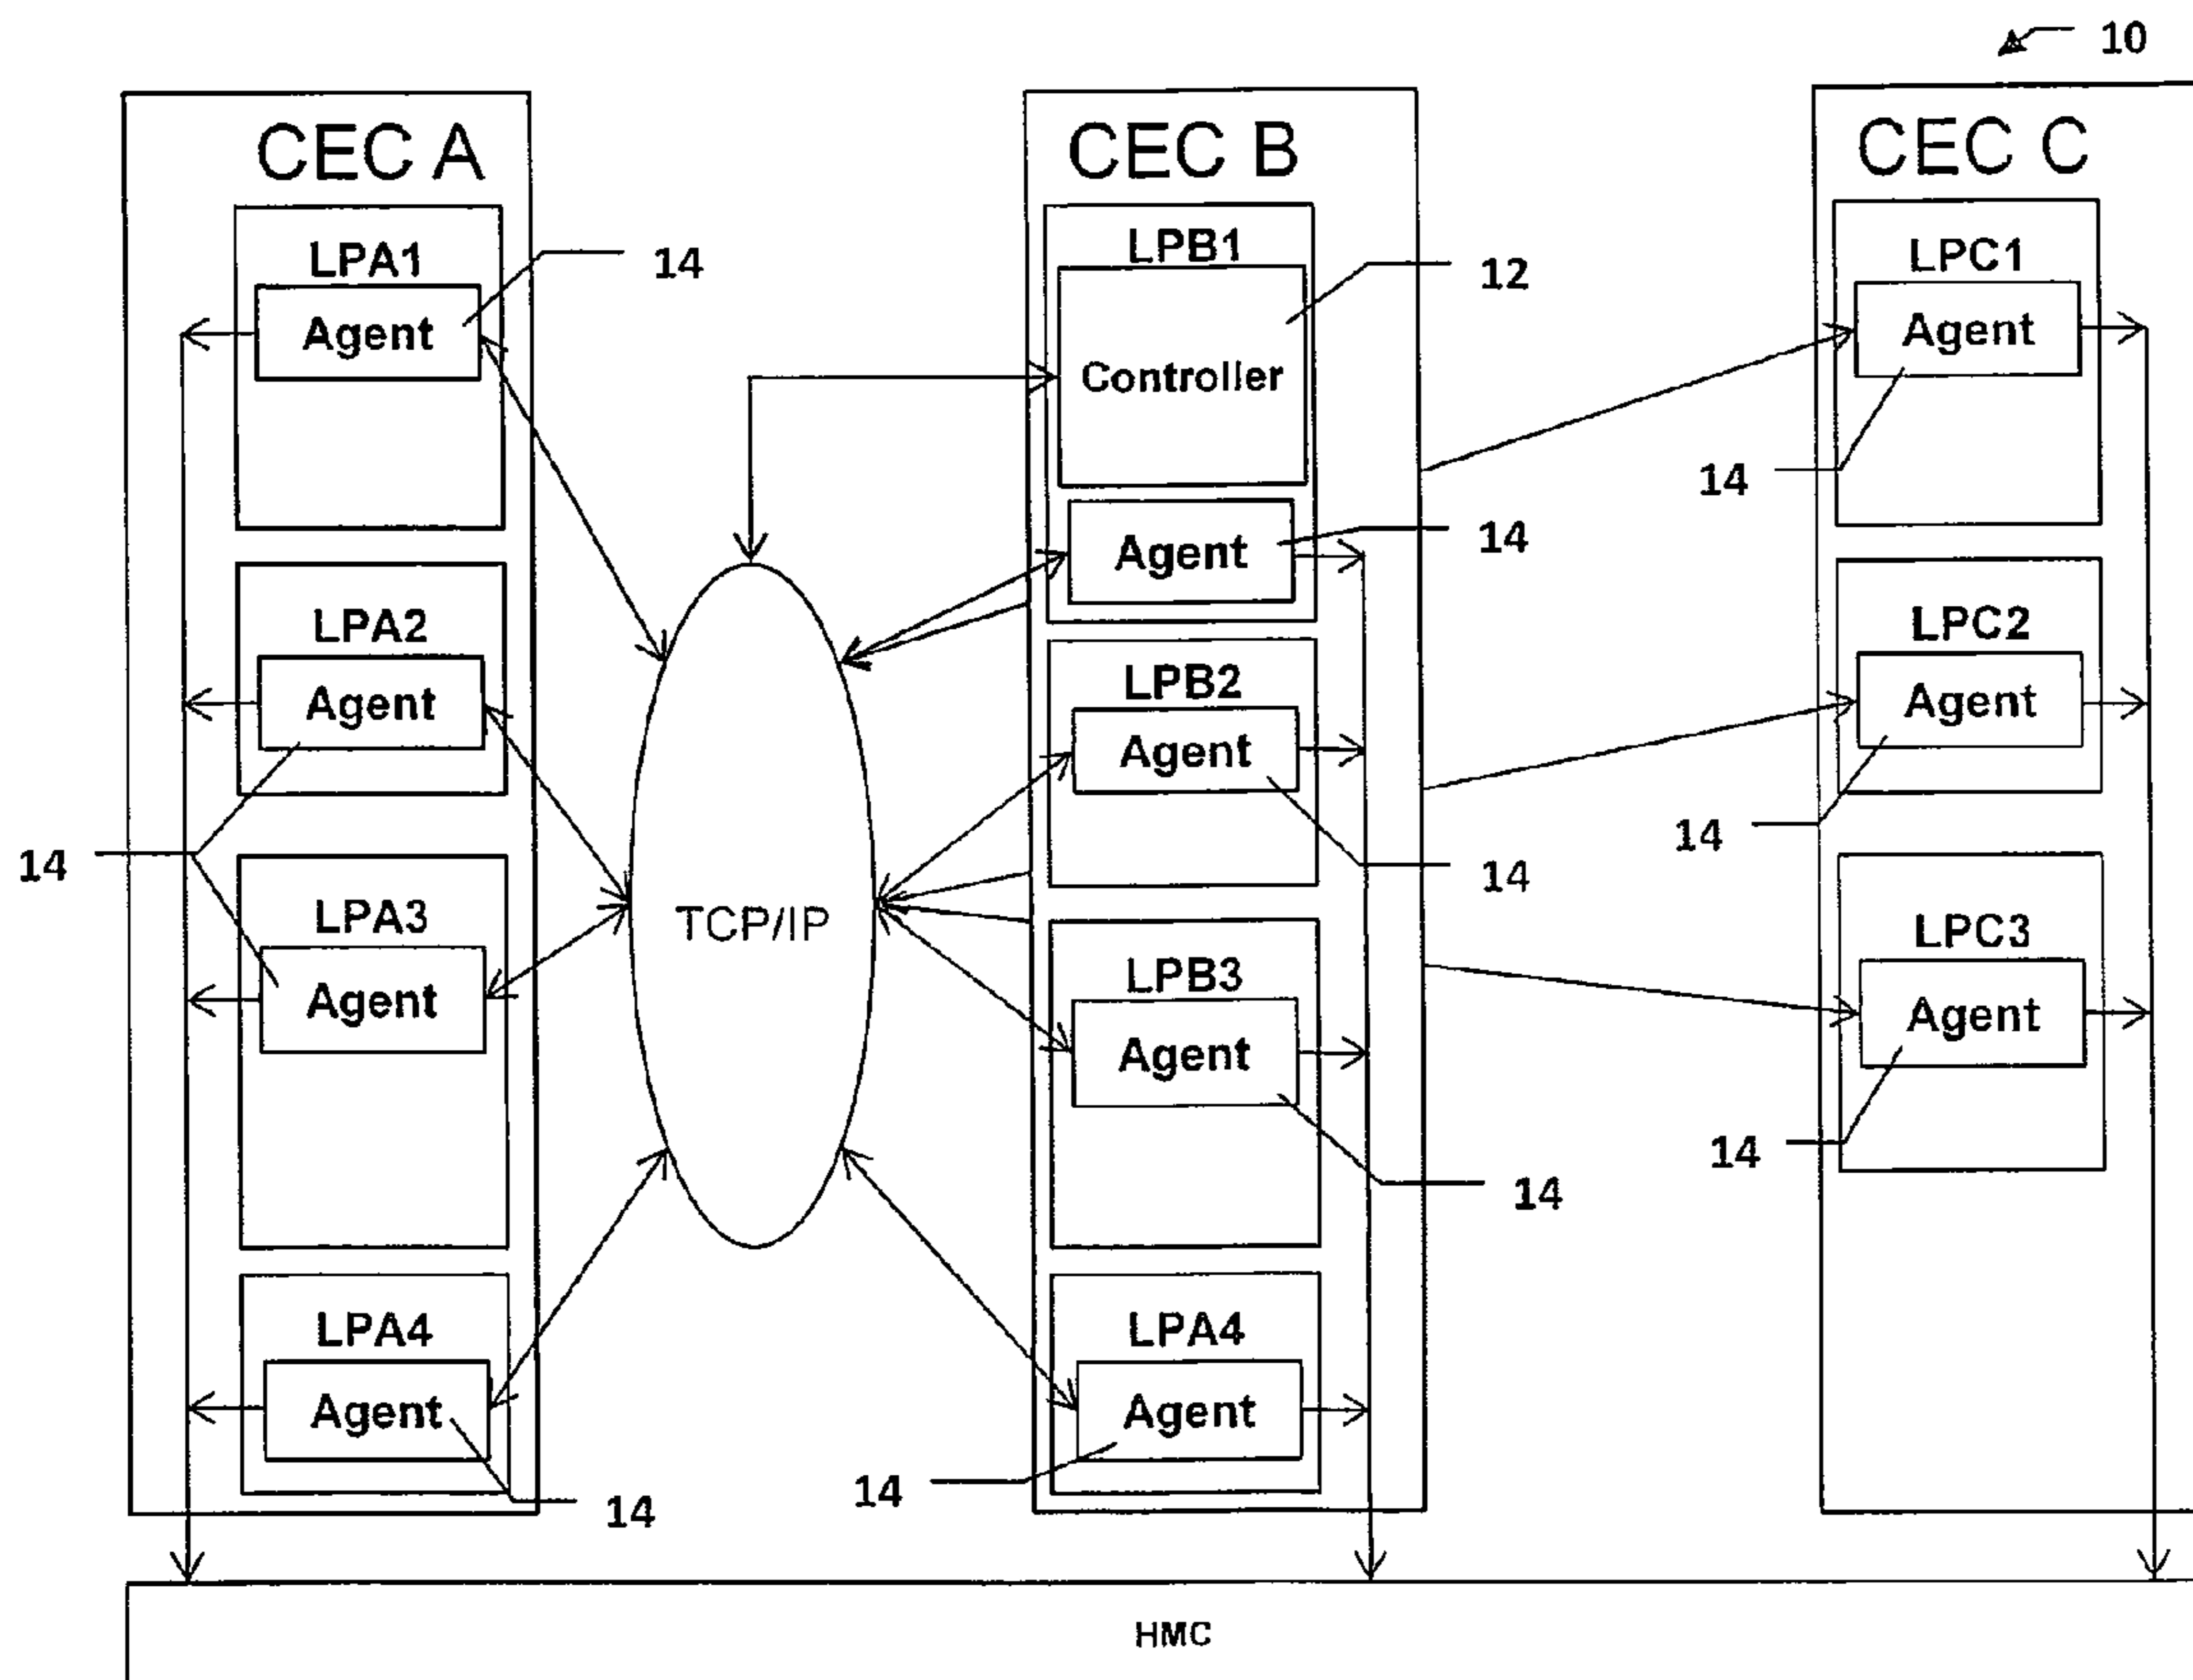 10
CEC A
LPA1
Agent
14
LPA2
Agent
14
LPA3
Agent
LPA4
Agent
14
TCP/IP
CEC B
LPB1
12
Controller
Agent
14
LPB2
Agent
14
LPB3
Agent
14
LPA4
Agent
14
CEC C
LPC1
Agent
14
LPC2
Agent
14
LPC3
Agent
14
HMC